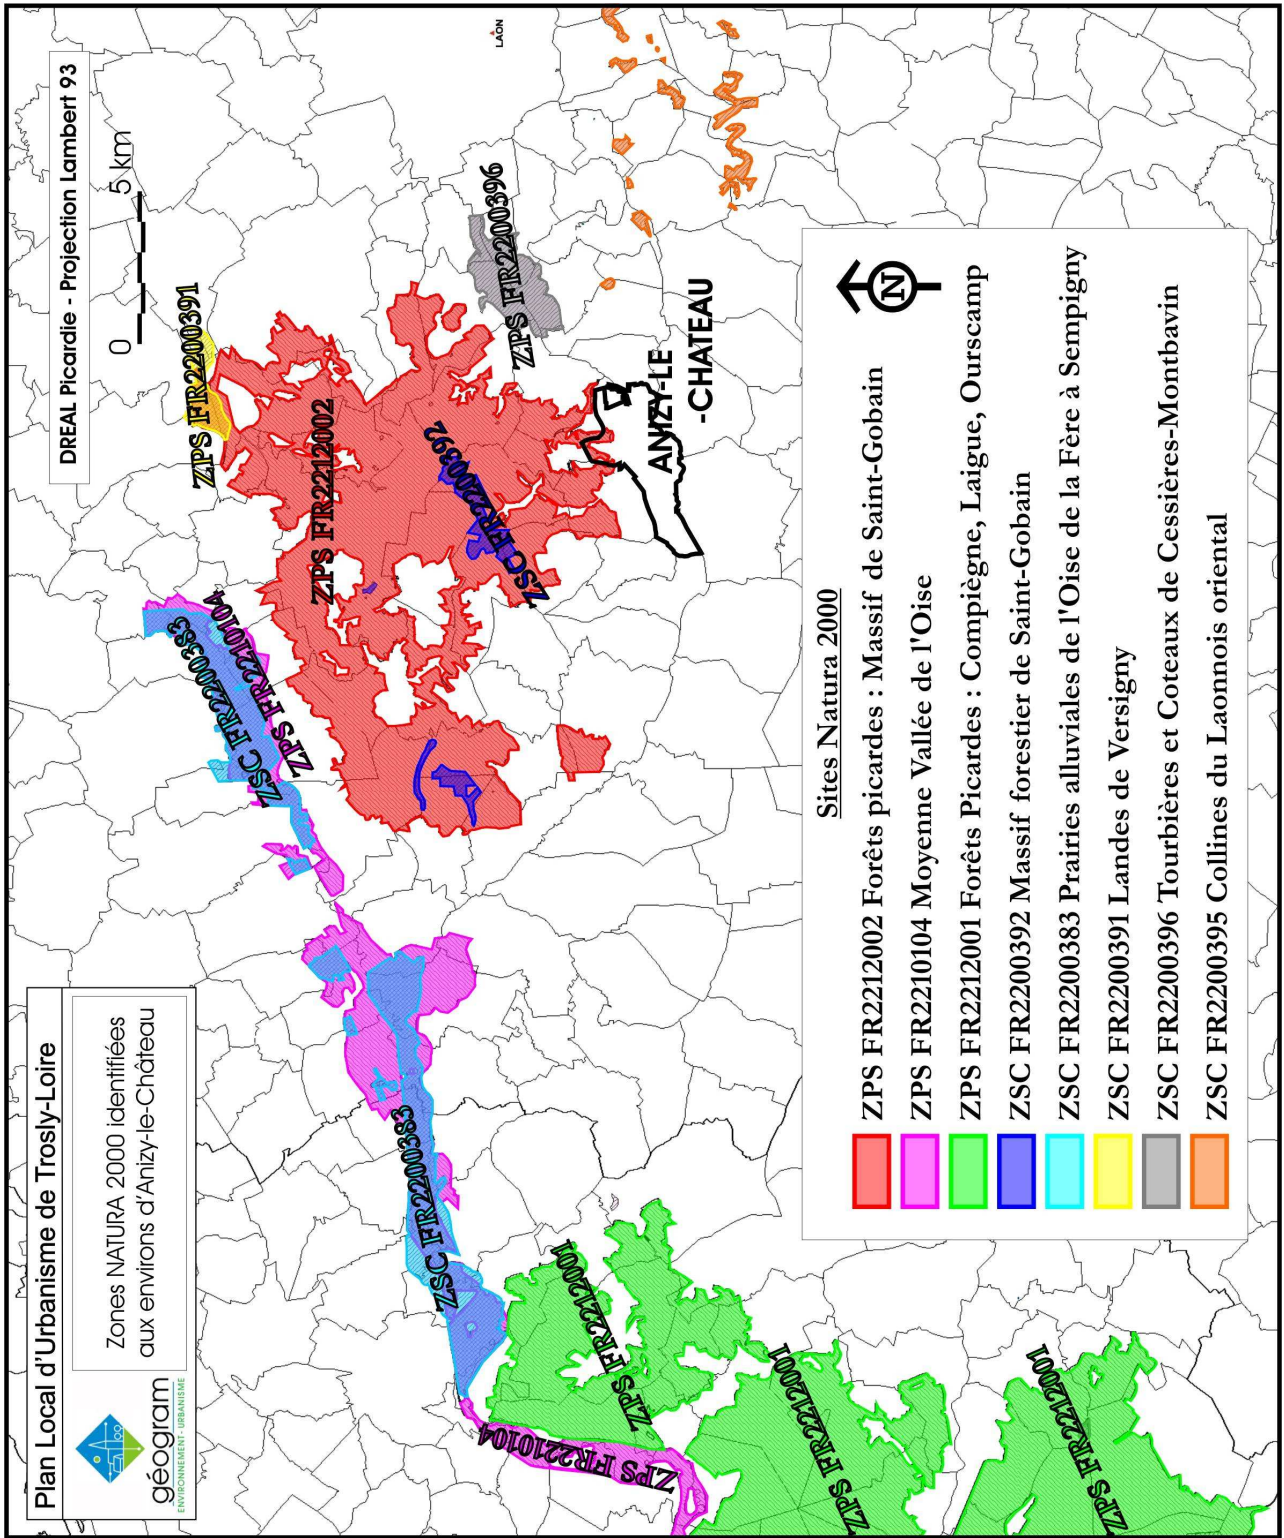 Plan Local d'Urbanisme de Trosly-Loire
géogram
ENVIRONNEMENT-URBANISME
Zones NATURA 2000 identifiées
aux environs d'Anizy-le-Château
DREAL Picardie - Projection Lambert 93
0 5 km
LAON
ZPS FR2200391
ZSC FR2200383
ZPS FR2210104
ZPS FR2212002
ZSC FR2200392
ZPS FR2200396
ANIZY-LE
-CHATEAU
ZSC FR2200383
ZPS FR2210104
ZPS FR2212001
ZPS FR2212001
ZPS FR2212001
Sites Natura 2000
N
ZPS FR2212002 Forêts picardes : Massif de Saint-Gobain
ZPS FR2210104 Moyenne Vallée de l'Oise
ZPS FR2212001 Forêts Picardes : Compiègne, Laigue, Ourscamp
ZSC FR2200392 Massif forestier de Saint-Gobain
ZSC FR2200383 Prairies alluviales de l'Oise de la Fère à Sempigny
ZSC FR2200391 Landes de Versigny
ZSC FR2200396 Tourbières et Coteaux de Cessières-Montbavin
ZSC FR2200395 Collines du Laonnois oriental